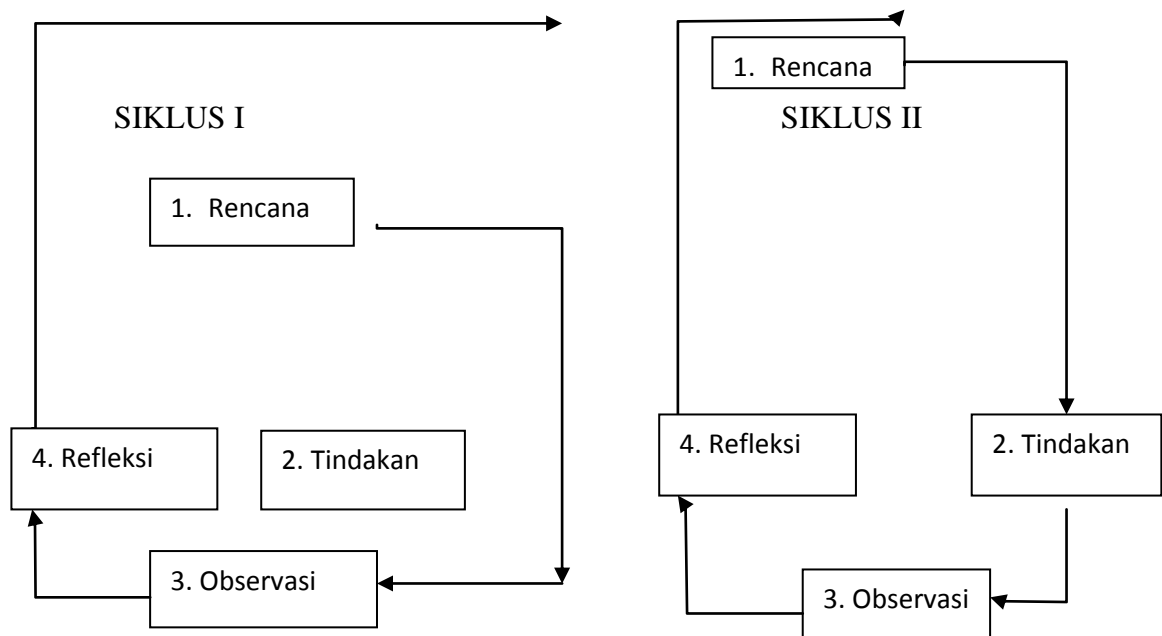 SIKLUS I
1. Rencana
4. Refleksi
2. Tindakan
3. Observasi
1. Rencana
SIKLUS II
4. Refleksi
2. Tindakan
3. Observasi